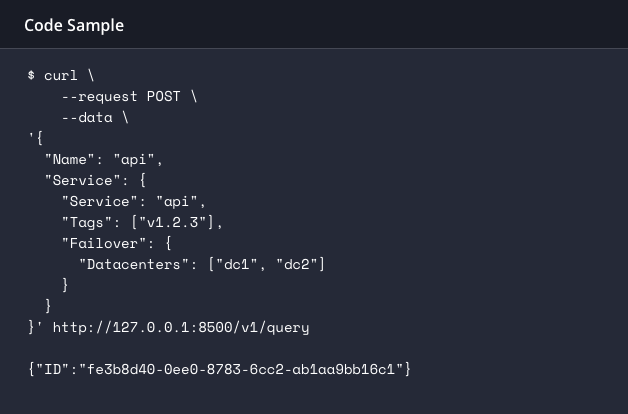 Code Sample
$ curl \
    --request POST \
    --data \
'{
  "Name": "api",
  "Service": {
    "Service": "api",
    "Tags": ["v1.2.3"],
    "Failover": {
      "Datacenters": ["dc1", "dc2"]
    }
  }
}' http://127.0.0.1:8500/v1/query

{"ID":"fe3b8d40-0ee0-8783-6cc2-ab1aa9bb16c1"}